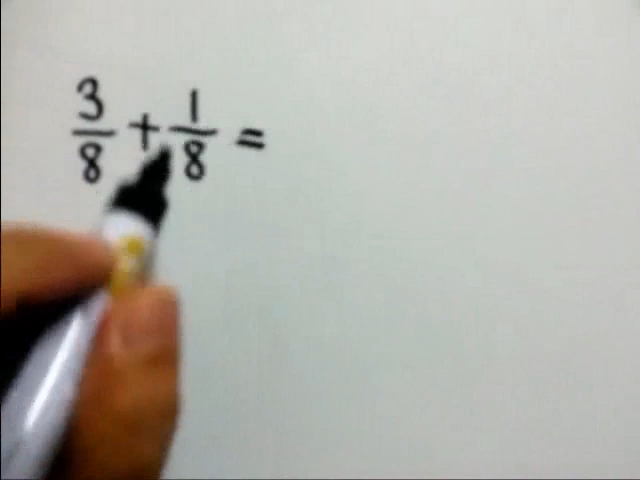 3/8 + 1/8 =